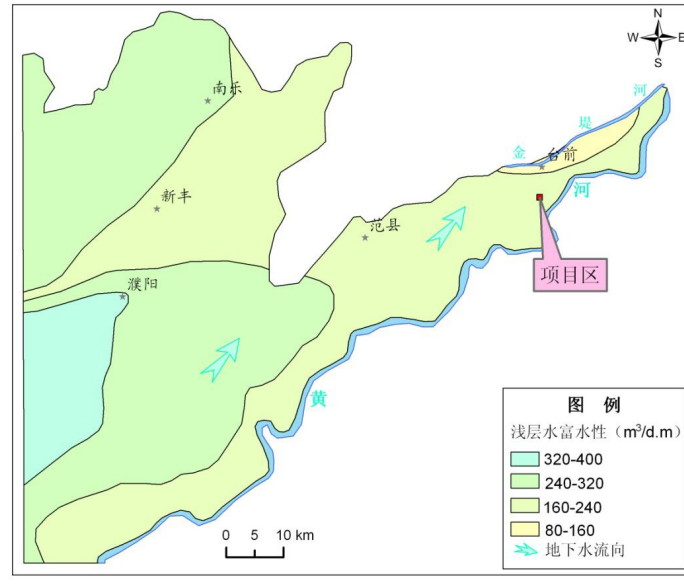 N
W E
S
南乐
河
堤
金
台前
新丰
河
范县
项目区
濮阳
黄
0 5 10 km
图 例
浅层水富水性（m³/d.m）
320-400
240-320
160-240
80-160
地下水流向